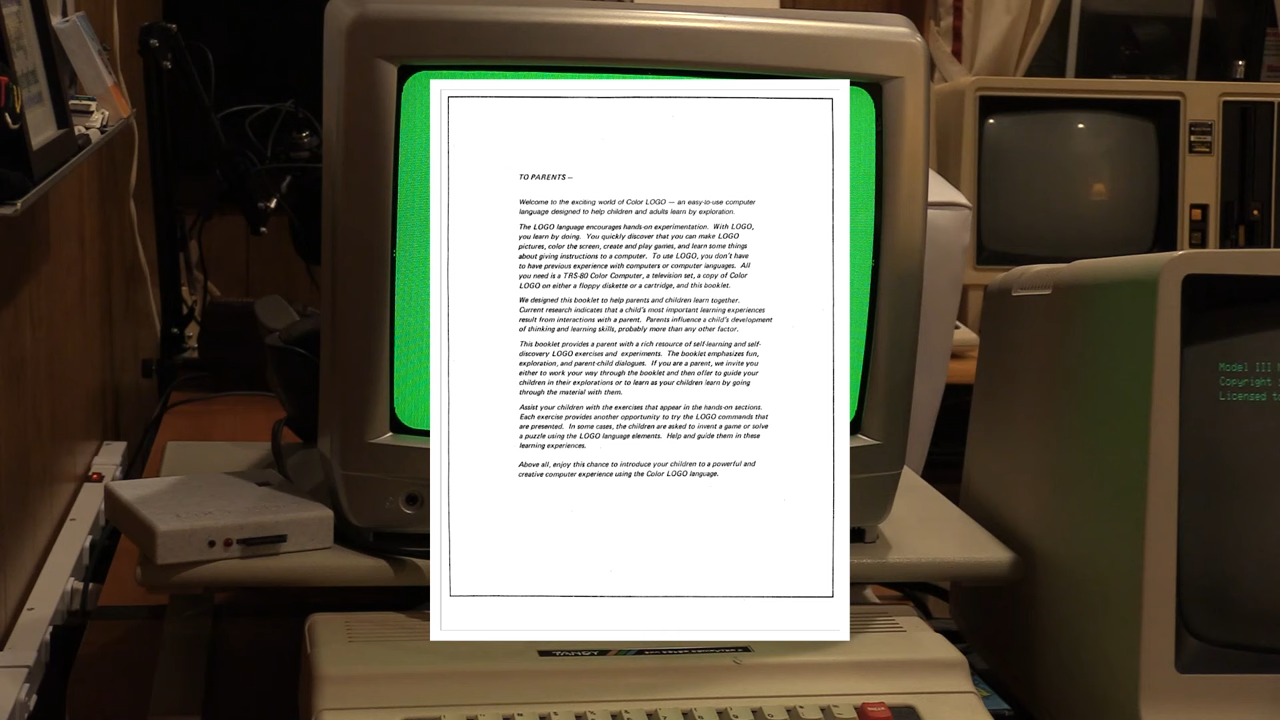 TO PARENTS —
Welcome to the exciting world of Color LOGO — an easy-to-use computer
language designed to help children and adults learn by exploration.
The LOGO language encourages hands-on experimentation. With LOGO,
you learn by doing. You quickly discover that you can make LOGO
pictures, color the screen, create and play games, and learn some things
about giving instructions to a computer. To use LOGO, you don't have
to have previous experience with computers or computer languages. All
you need is a TRS-80 Color Computer, a television set, a copy of Color
LOGO on either a floppy diskette or a cartridge, and this booklet.
We designed this booklet to help parents and children learn together.
Current research indicates that a child's most important learning experiences
result from interactions with a parent. Parents influence a child's development
of thinking and learning skills, probably more than any other factor.
This booklet provides a parent with a rich resource of self-learning and self-
discovery LOGO exercises and experiments. The booklet emphasizes fun,
exploration, and parent-child dialogues. If you are a parent, we invite you
either to work your way through the booklet and then offer to guide your
children in their explorations or to learn as your children learn by going
through the material with them.
Assist your children with the exercises that appear in the hands-on sections.
Each exercise provides another opportunity to try the LOGO commands that
are presented. In some cases, the children are asked to invent a game or solve
a puzzle using the LOGO language elements. Help and guide them in these
learning experiences.
Above all, enjoy this chance to introduce your children to a powerful and
creative computer experience using the Color LOGO language.
Model III
Copyright
Licensed to
TANDY